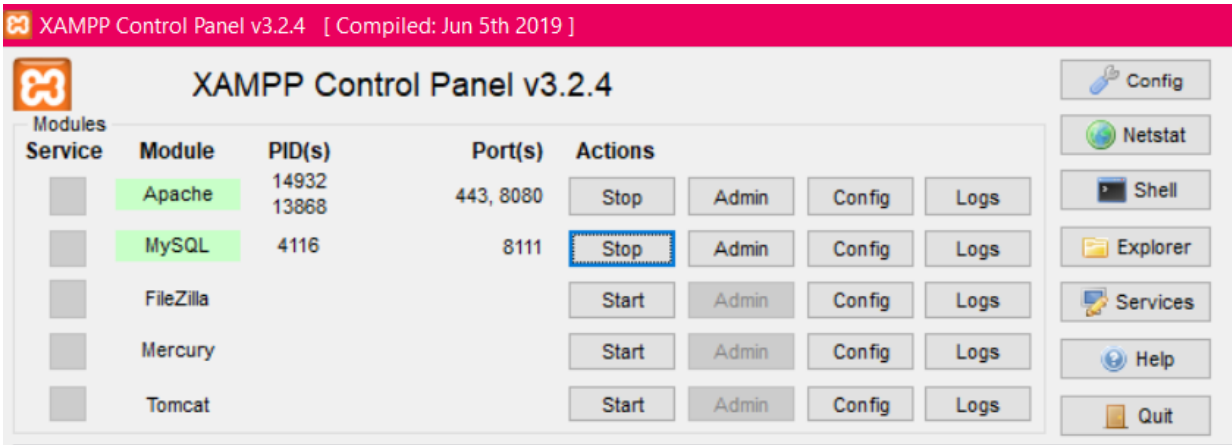 XAMPP Control Panel v3.2.4 [ Compiled: Jun 5th 2019 ]
XAMPP Control Panel v3.2.4
Config
Modules
Netstat
Service Module PID(s) Port(s) Actions
Apache 14932 13868 443, 8080 Stop Admin Config Logs
Shell
MySQL 4116 8111 Stop Admin Config Logs
Explorer
FileZilla Start Admin Config Logs
Services
Mercury Start Admin Config Logs
Help
Tomcat Start Admin Config Logs
Quit